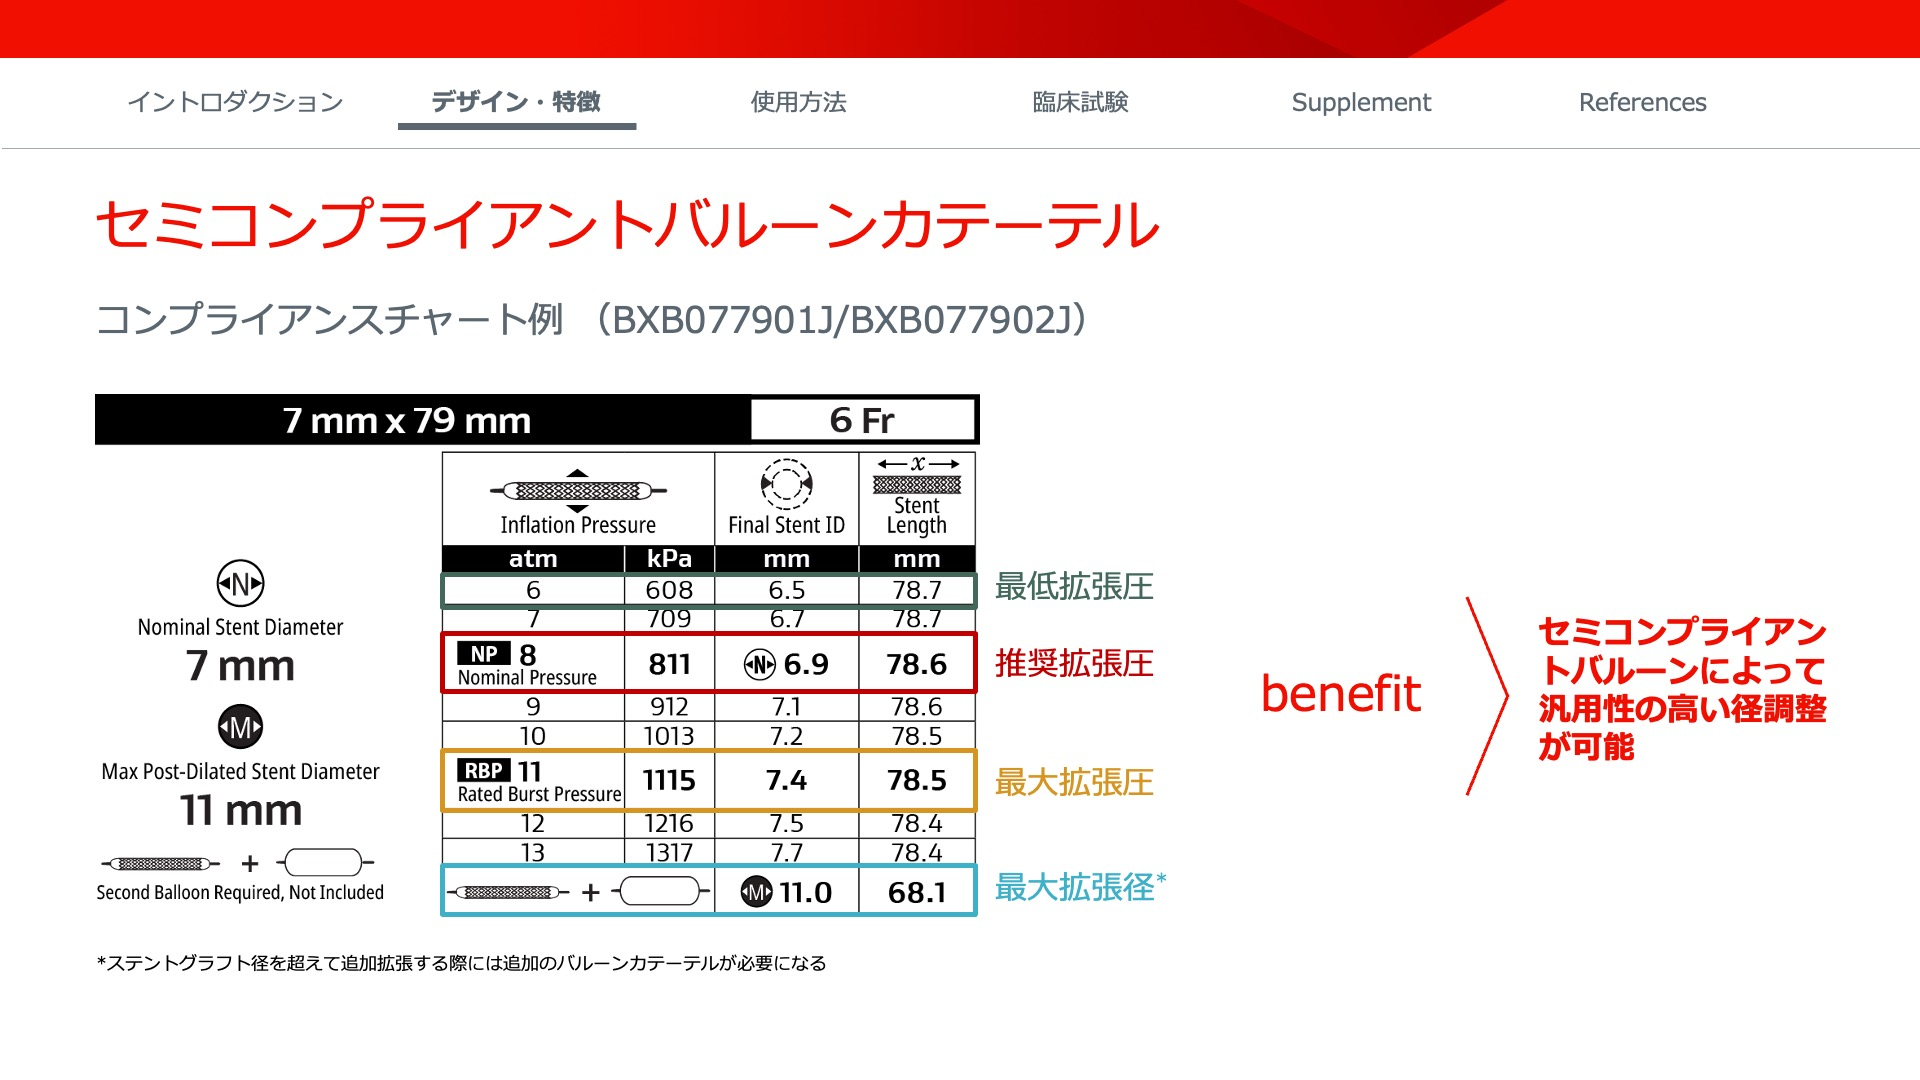 イントロダクション デザイン・特徴 使用方法 臨床試験 Supplement References
セミコンプライアントバルーンカテーテル
コンプライアンスチャート例 （BXB077901J/BXB077902J）
7 mm x 79 mm 6 Fr
Inflation Pressure Final Stent ID x Stent Length
atm kPa mm mm
6 608 6.5 78.7 最低拡張圧
7 709 6.7 78.7
NP 8 Nominal Pressure 811 N 6.9 78.6 推奨拡張圧
9 912 7.1 78.6
10 1013 7.2 78.5
RBP 11 Rated Burst Pressure 1115 7.4 78.5 最大拡張圧
12 1216 7.5 78.4
13 1317 7.7 78.4
+ M 11.0 68.1 最大拡張径*
N
Nominal Stent Diameter
7 mm
M
Max Post-Dilated Stent Diameter
11 mm
+
Second Balloon Required, Not Included
benefit
セミコンプライアン
トバルーンによって
汎用性の高い径調整
が可能
*ステントグラフト径を超えて追加拡張する際には追加のバルーンカテーテルが必要になる